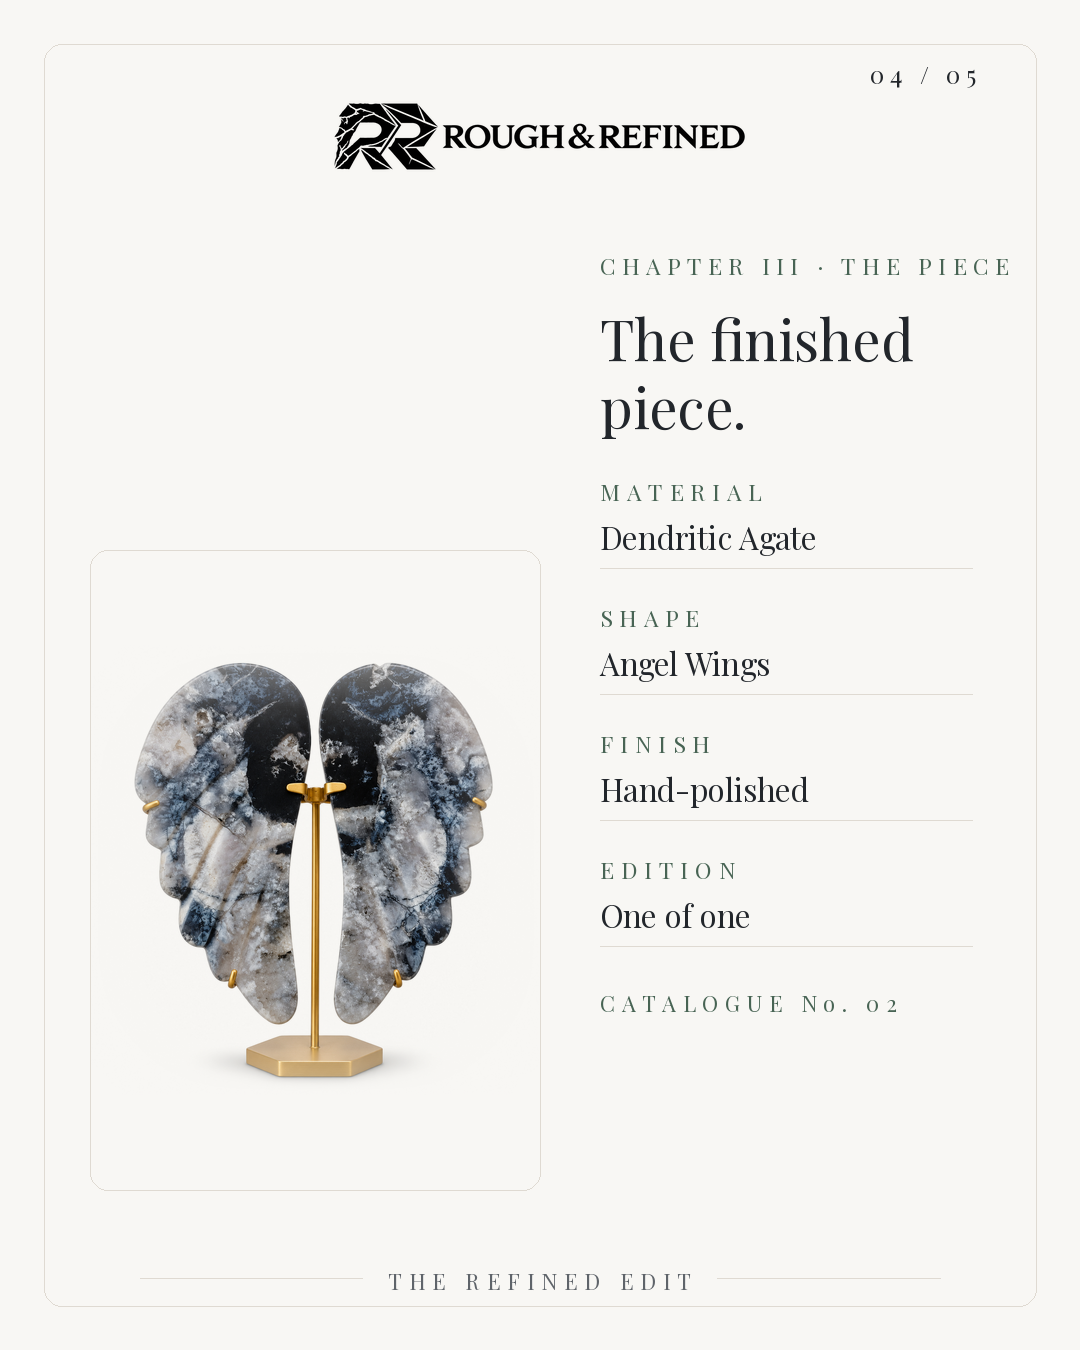 04 / 05
RR ROUGH & REFINED
CHAPTER III · THE PIECE
The finished
piece.
MATERIAL
Dendritic Agate
SHAPE
Angel Wings
FINISH
Hand-polished
EDITION
One of one
CATALOGUE No. 02
THE REFINED EDIT